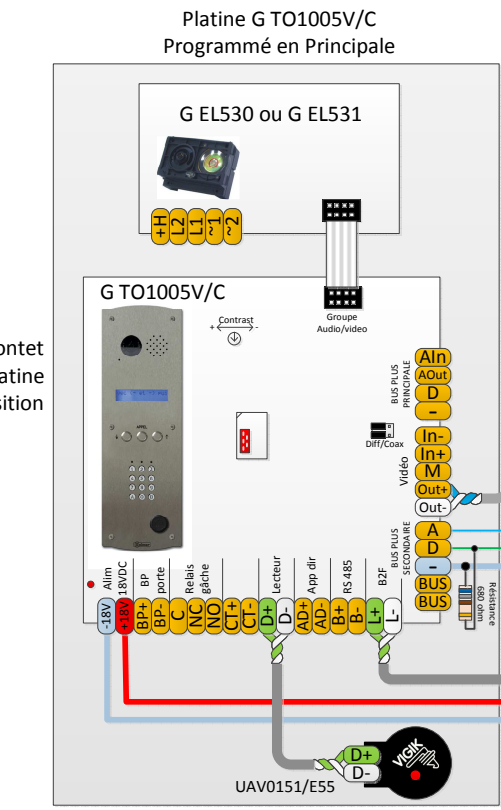 Platine G TO1005V/C
Programmé en Principale
G EL530 ou G EL531
+H
L2
L1
~1
~2
G TO1005V/C
Contrast
+
-
Groupe
Audio/video
ontet
atine
sition
BUS PLUS
PRINCIPALE
AIn
AOut
D
-
Diff/Coax
Vidéo
In-
In+
M
Out+
Out-
BUS PLUS
SECONDAIRE
A
D
-
BUS
BUS
Résistance
680 ohm
APPEL
Alim
18VDC
BP
porte
Relais
gâche
Lecteur
App dir
RS 485
B2F
-18V
+18V
BP+
BP-
C
NC
NO
CT+
CT-
D+
D-
AD+
AD-
B+
B-
L+
L-
D+
D-
VIGIK
UAV0151/E55